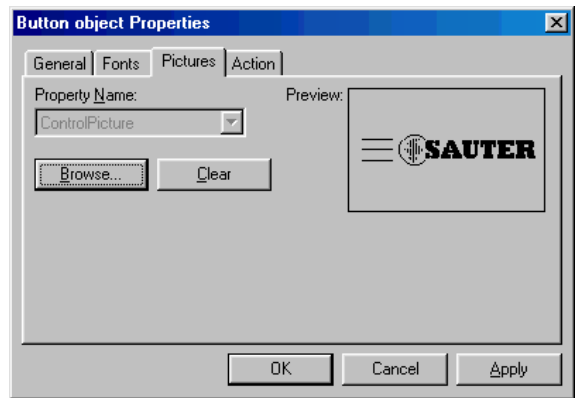 Button object Properties
General Fonts Pictures Action
Property Name: Preview:
ControlPicture
SAUTER
Browse... Clear
OK Cancel Apply